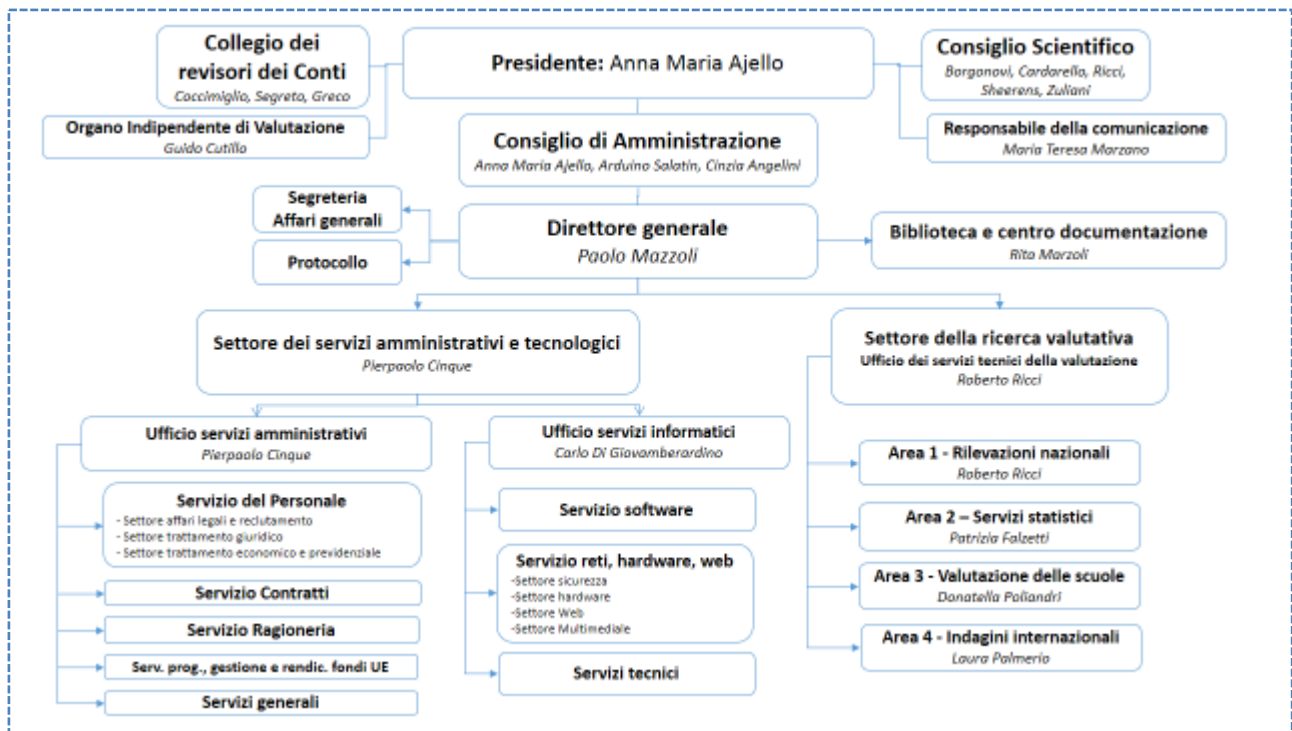 Collegio dei
revisori dei Conti
Coccimiglio, Segreto, Greco
Presidente: Anna Maria Ajello
Consiglio Scientifico
Borgonovi, Cardarello, Ricci,
Sheerens, Zuliani
Organo Indipendente di Valutazione
Guido Cutillo
Consiglio di Amministrazione
Anna Maria Ajello, Arduino Salatin, Cinzia Angelini
Responsabile della comunicazione
Maria Teresa Marzano
Segreteria
Affari generali
Protocollo
Direttore generale
Paolo Mazzoli
Biblioteca e centro documentazione
Rita Marzoli
Settore dei servizi amministrativi e tecnologici
Pierpaolo Cinque
Settore della ricerca valutativa
Ufficio dei servizi tecnici della valutazione
Roberto Ricci
Ufficio servizi amministrativi
Pierpaolo Cinque
Servizio del Personale
- Settore affari legali e reclutamento
- Settore trattamento giuridico
- Settore trattamento economico e previdenziale
Servizio Contratti
Servizio Ragioneria
Serv. prog., gestione e rendic. fondi UE
Servizi generali
Ufficio servizi informatici
Carlo Di Giovamberardino
Servizio software
Servizio reti, hardware, web
-Settore sicurezza
-Settore hardware
-Settore Web
-Settore Multimediale
Servizi tecnici
Area 1 - Rilevazioni nazionali
Roberto Ricci
Area 2 – Servizi statistici
Patrizia Falzetti
Area 3 - Valutazione delle scuole
Donatella Poliandri
Area 4 - Indagini internazionali
Laura Palmerio